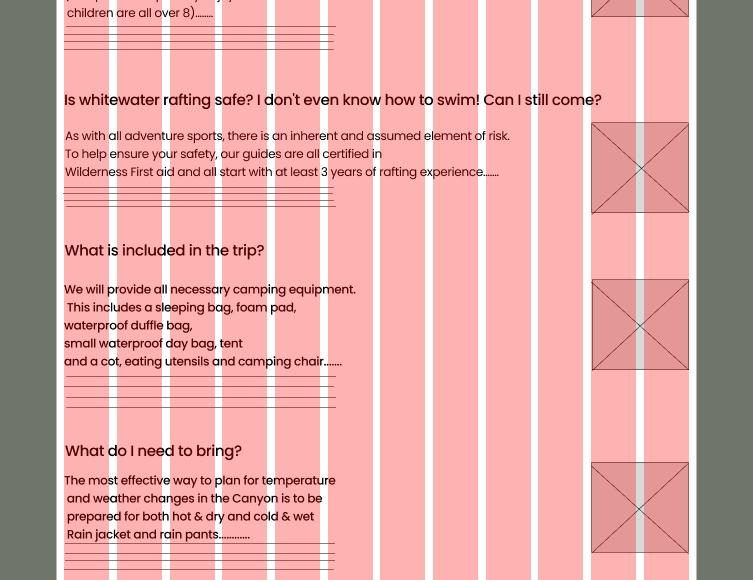 children are all over 8)........
Is whitewater rafting safe? I don't even know how to swim! Can I still come?
As with all adventure sports, there is an inherent and assumed element of risk.
To help ensure your safety, our guides are all certified in
Wilderness First aid and all start with at least 3 years of rafting experience......
What is included in the trip?
We will provide all necessary camping equipment.
This includes a sleeping bag, foam pad,
waterproof duffle bag,
small waterproof day bag, tent
and a cot, eating utensils and camping chair.......
What do I need to bring?
The most effective way to plan for temperature
and weather changes in the Canyon is to be
prepared for both hot & dry and cold & wet
Rain jacket and rain pants............